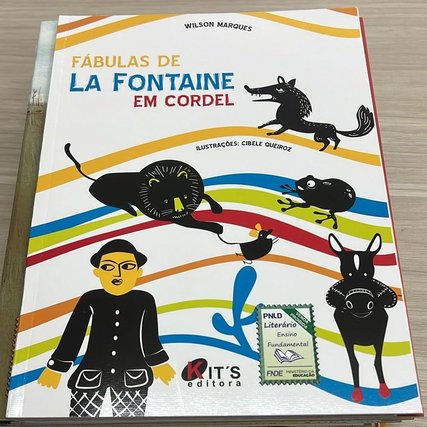 WILSON MARQUES
FÁBULAS DE
LA FONTAINE
EM CORDEL
ILUSTRAÇÕES: CIBELE QUEIROZ
PNLD
Literário
Ensino
Fundamental
FNDE
MINISTÉRIO DA
EDUCAÇÃO
KIT'S
editora